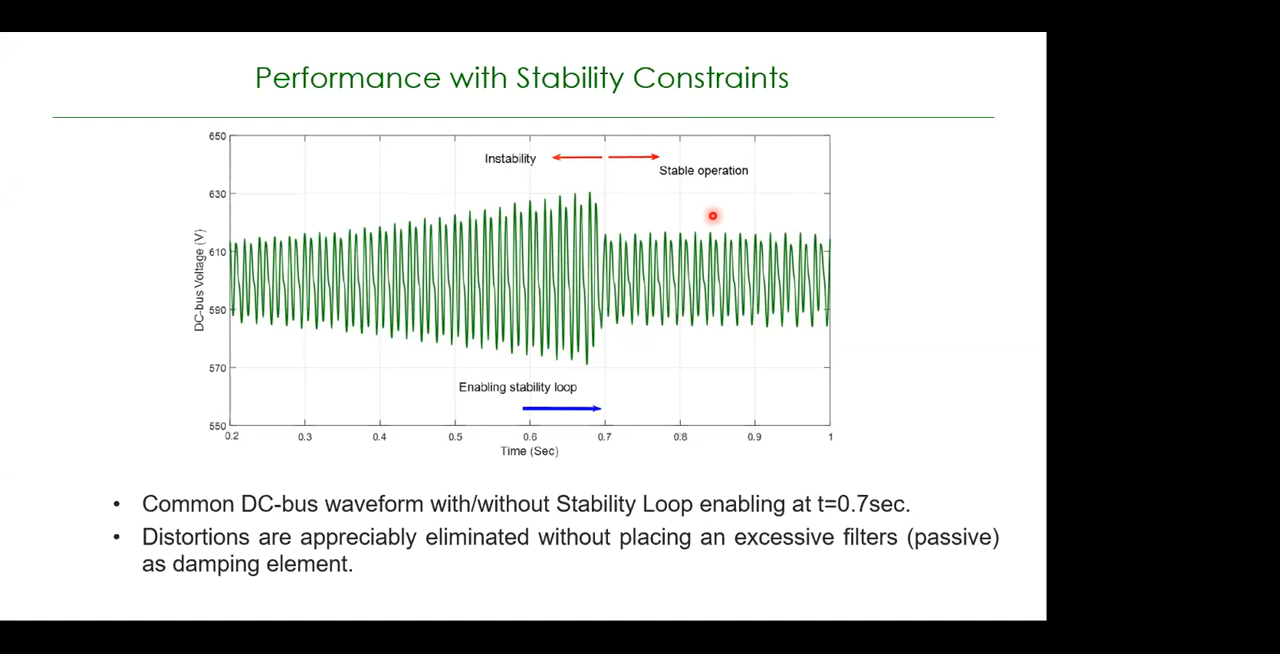 Performance with Stability Constraints
650
630
610
590
570
550
DC-bus Voltage (V)
Instability
Stable operation
Enabling stability loop
0.2 0.3 0.4 0.5 0.6 0.7 0.8 0.9 1
Time (Sec)
• Common DC-bus waveform with/without Stability Loop enabling at t=0.7sec.
• Distortions are appreciably eliminated without placing an excessive filters (passive)
as damping element.